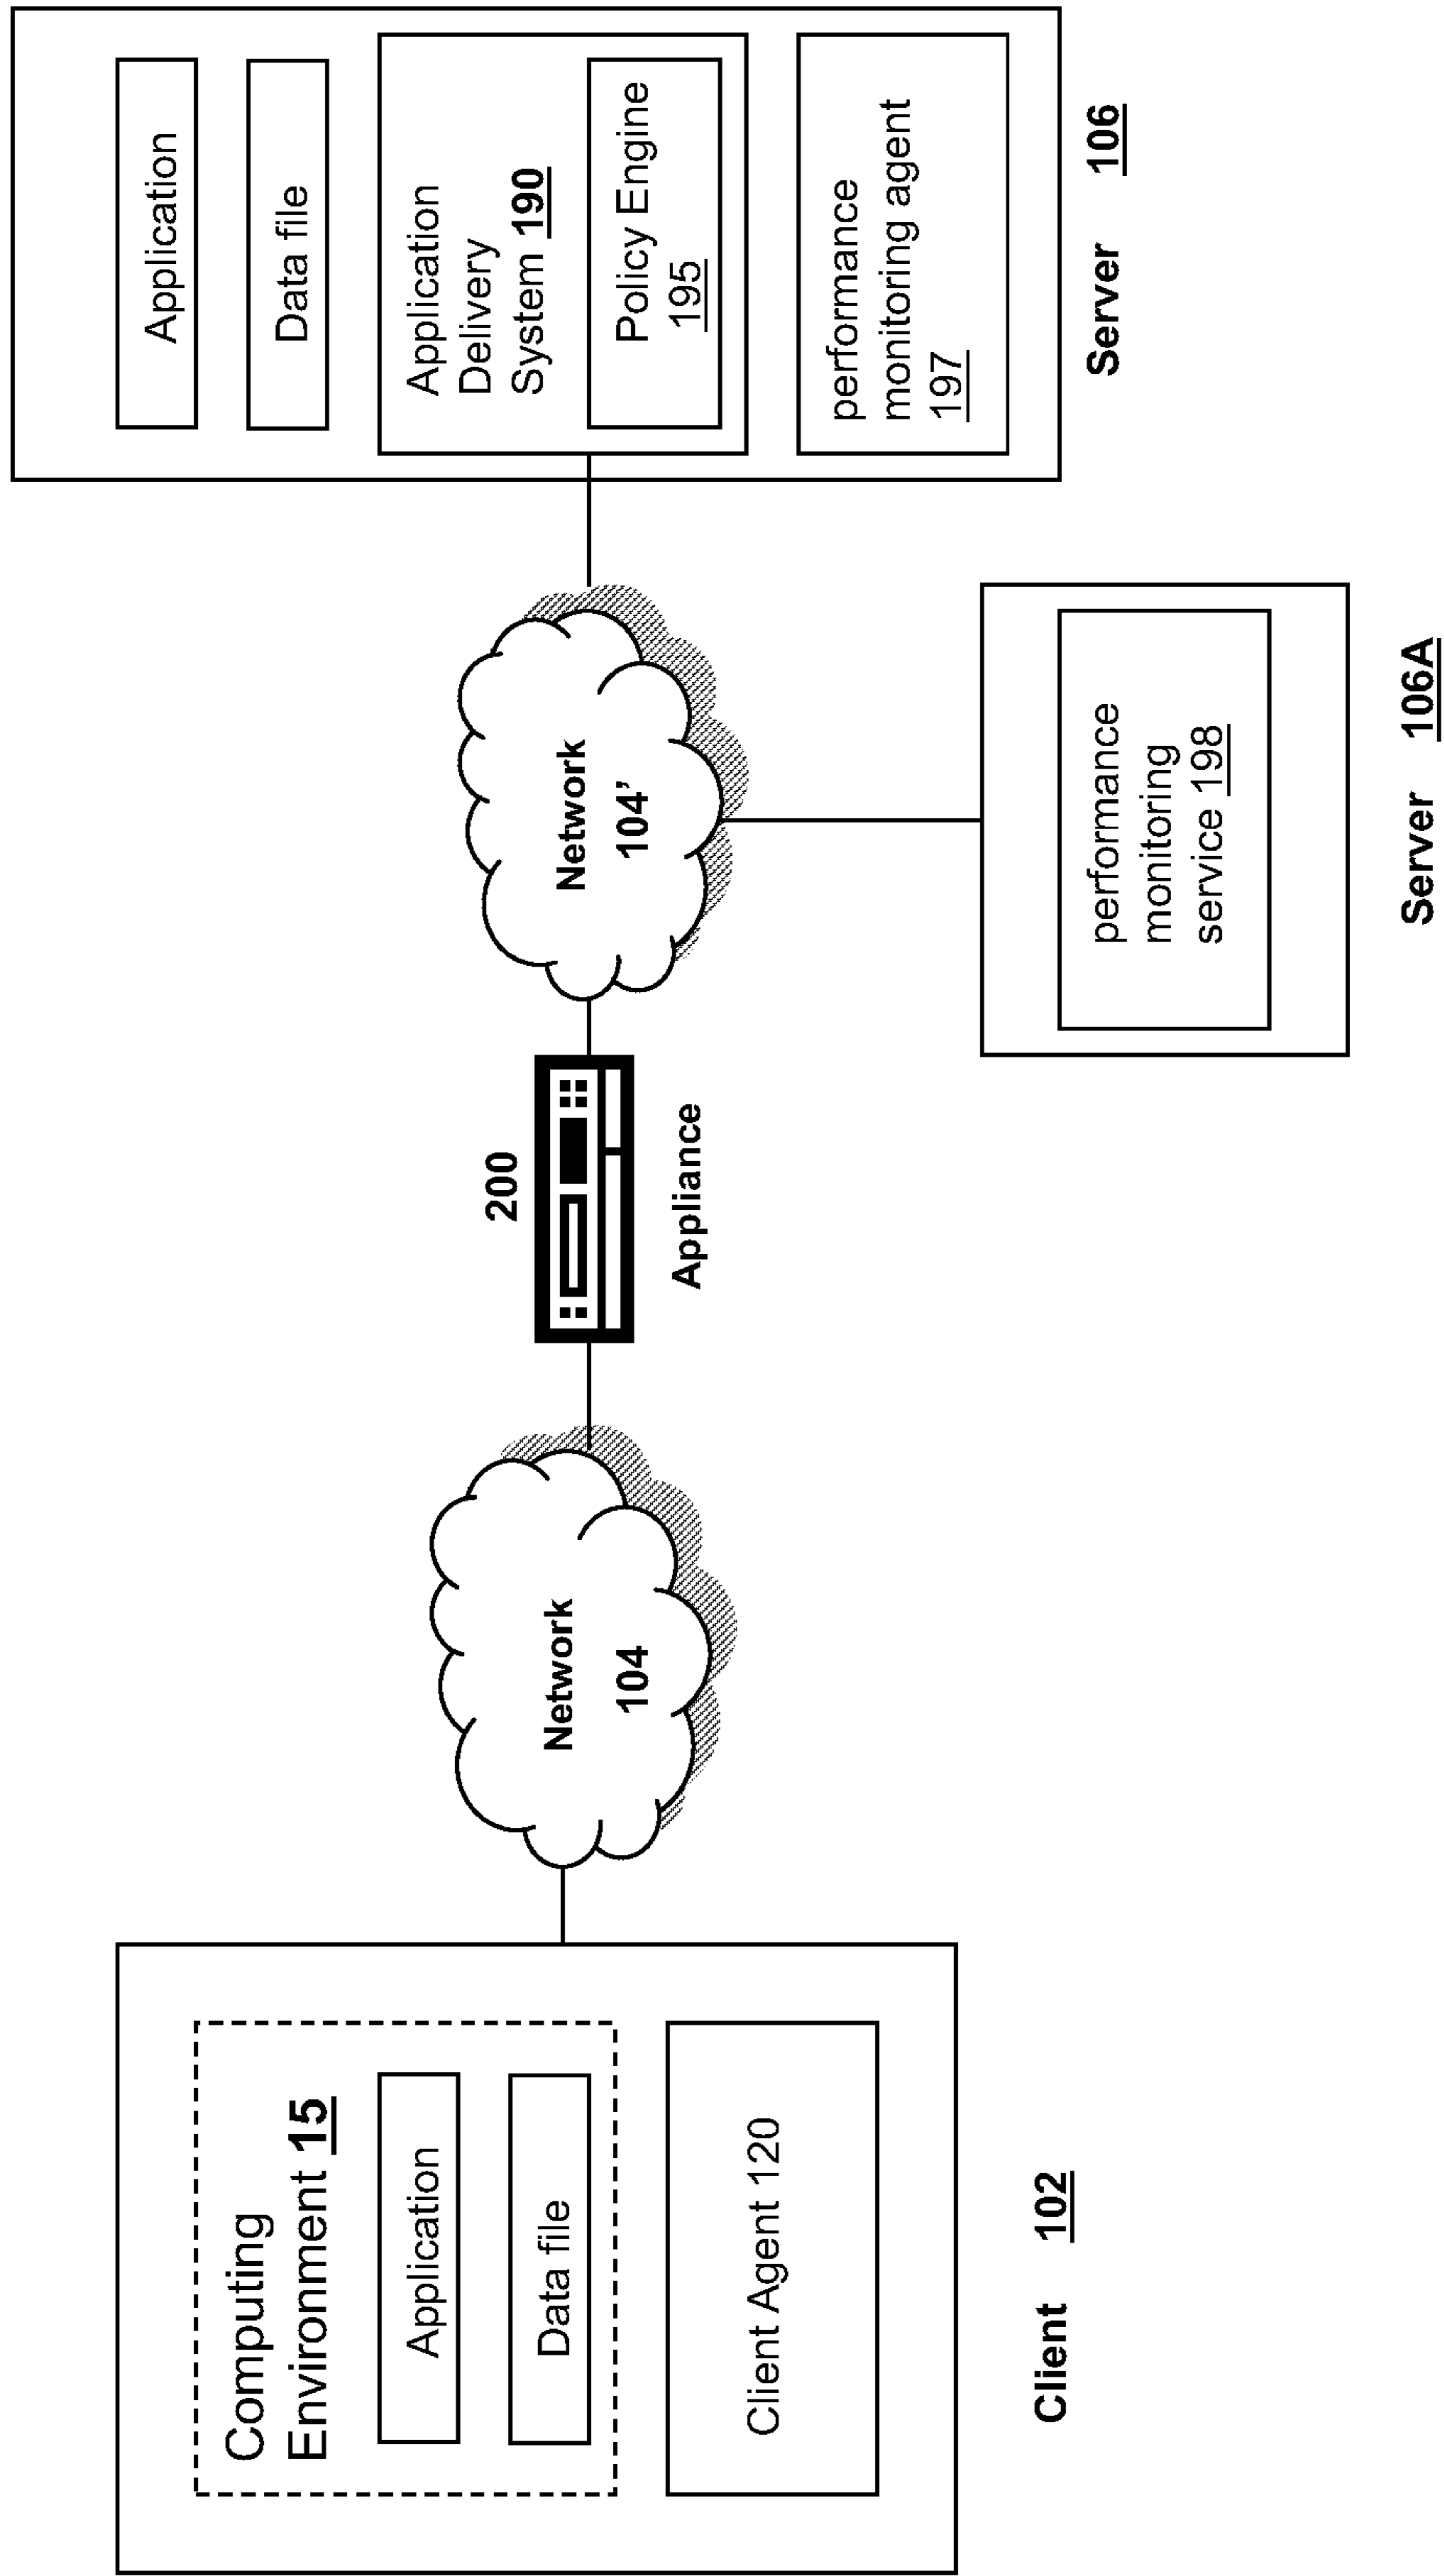 Computing
Environment 15
Application
Data file
Client Agent 120
Client 102
Network
104
200
Appliance
Network
104’
performance
monitoring
service 198
Server 106A
Application
Data file
Application
Delivery
System 190
Policy Engine
195
performance
monitoring agent
197
Server 106